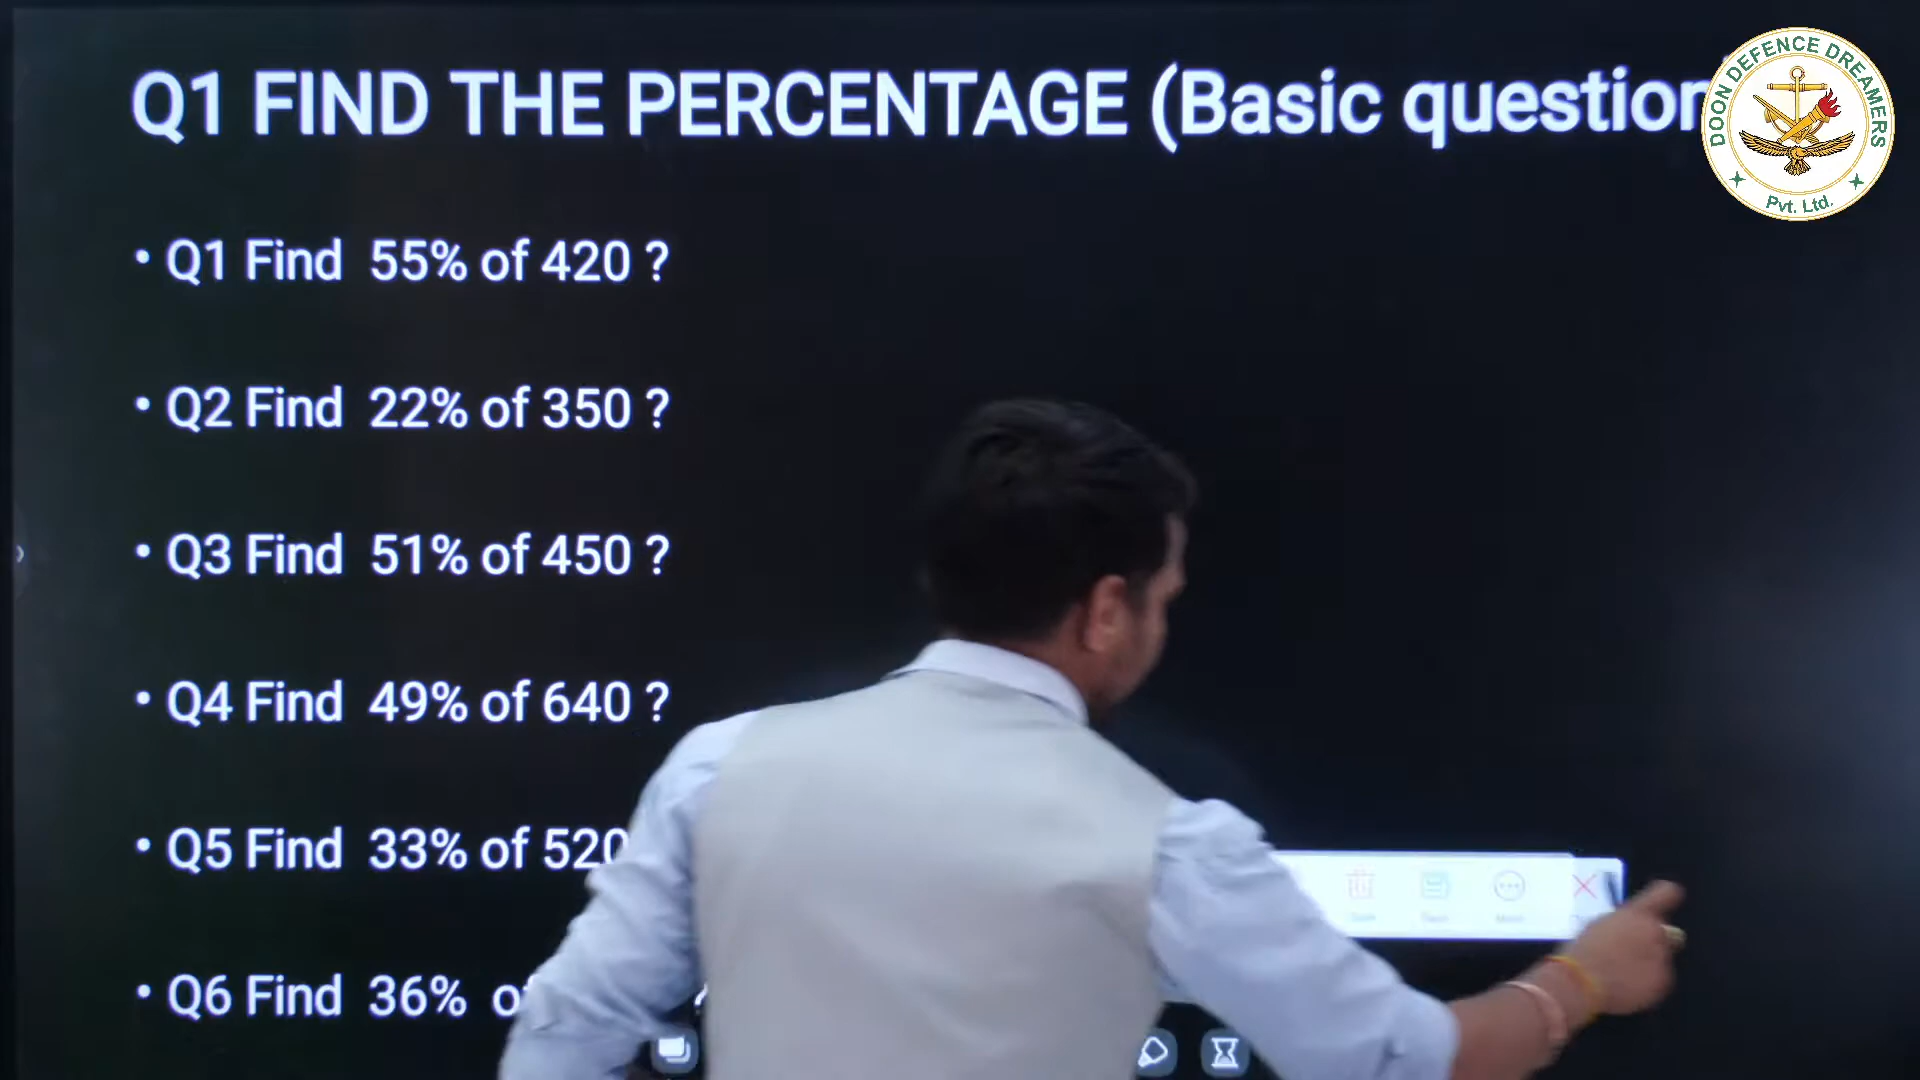 Q1 FIND THE PERCENTAGE (Basic question
DOON DEFENCE DREAMERS
Pvt. Ltd.
• Q1 Find 55% of 420 ?
• Q2 Find 22% of 350 ?
• Q3 Find 51% of 450 ?
• Q4 Find 49% of 640 ?
• Q5 Find 33% of 520
• Q6 Find 36%